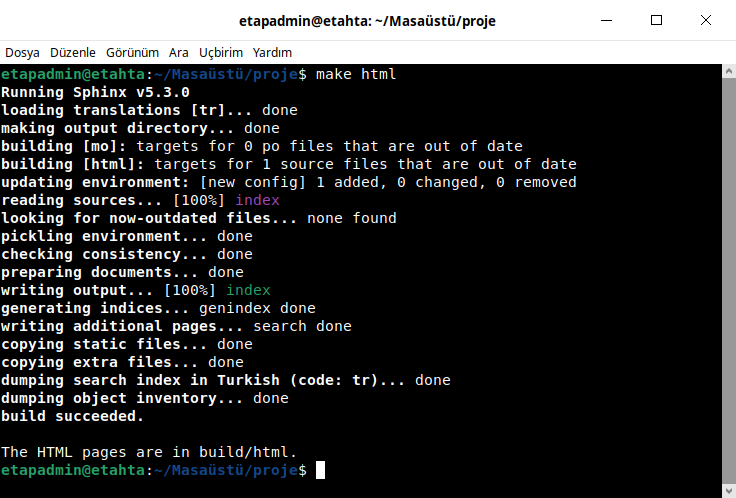 etapadmin@etahta: ~/Masaüstü/proje
Dosya Düzenle Görünüm Ara Uçbirim Yardım
etapadmin@etahta:~/Masaüstü/proje$ make html
Running Sphinx v5.3.0
loading translations [tr]... done
making output directory... done
building [mo]: targets for 0 po files that are out of date
building [html]: targets for 1 source files that are out of date
updating environment: [new config] 1 added, 0 changed, 0 removed
reading sources... [100%] index
looking for now-outdated files... none found
pickling environment... done
checking consistency... done
preparing documents... done
writing output... [100%] index
generating indices... genindex done
writing additional pages... search done
copying static files... done
copying extra files... done
dumping search index in Turkish (code: tr)... done
dumping object inventory... done
build succeeded.
The HTML pages are in build/html.
etapadmin@etahta:~/Masaüstü/proje$